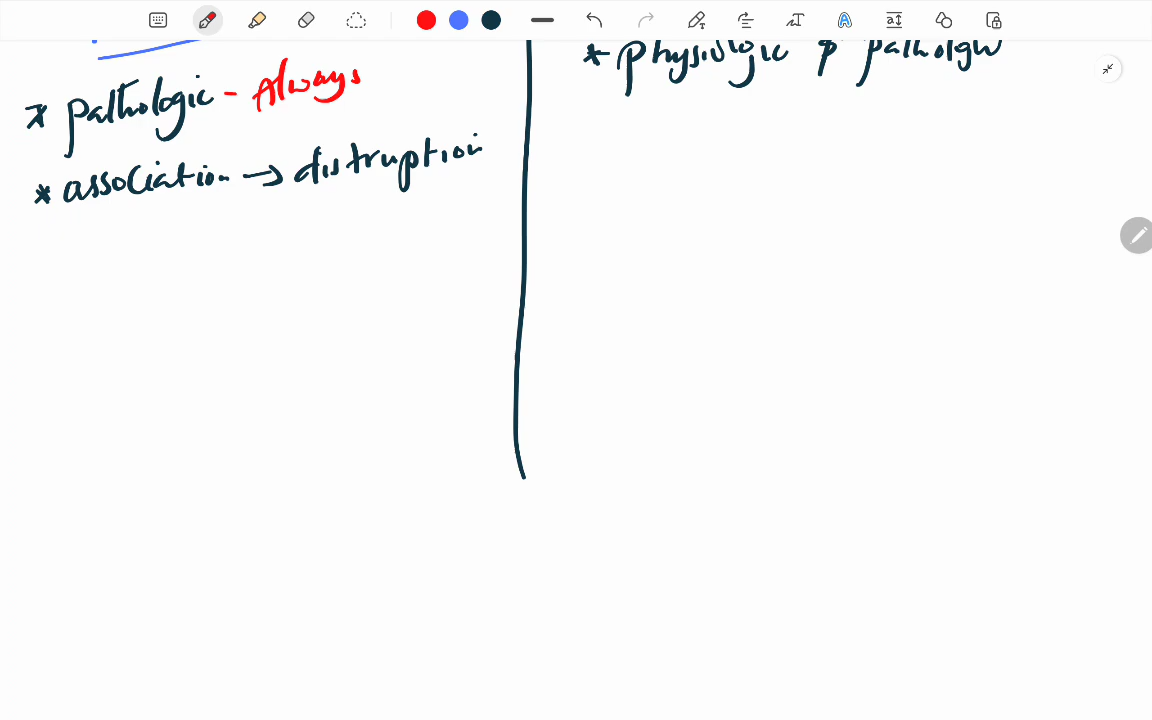 * pathologic - Always
* association → distruption
* physiologic & pathologic